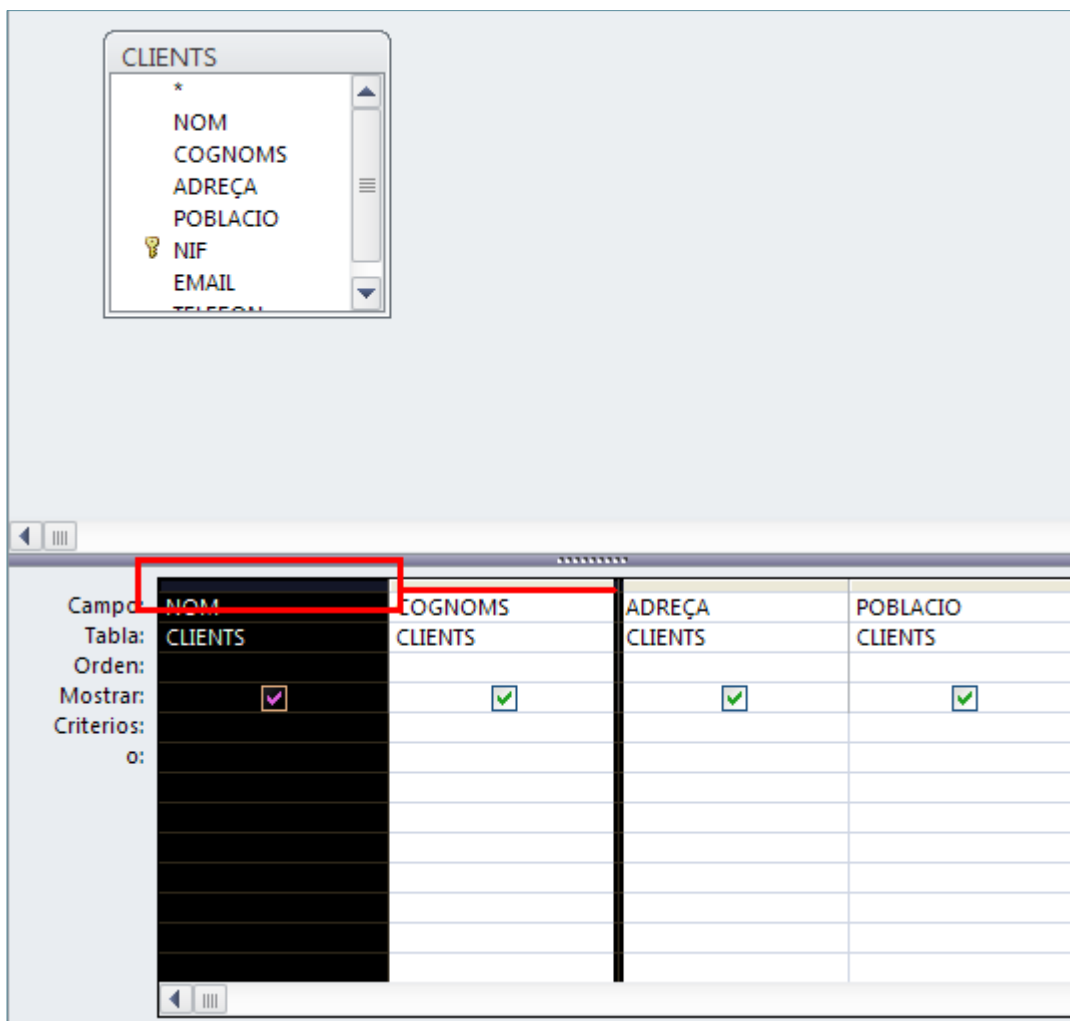 CLIENTS
*
NOM
COGNOMS
ADREÇA
POBLACIO
NIF
EMAIL
TELEFON
Campo: NOM COGNOMS ADREÇA POBLACIO
Tabla: CLIENTS CLIENTS CLIENTS CLIENTS
Orden:
Mostrar:
Criterios:
o: